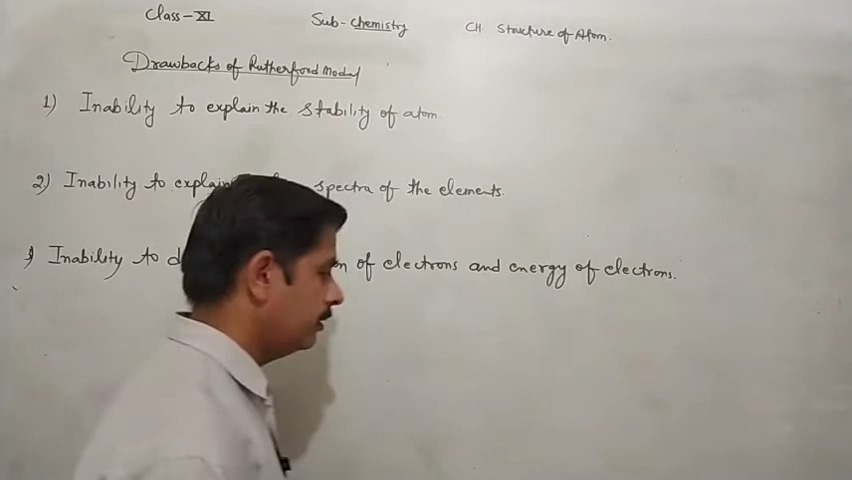 Class-XI
Sub-Chemistry
CH. Structure of Atom.
Drawbacks of Rutherford Model
1) Inability to explain the stability of atom.
2) Inability to explain spectra of the elements.
Inability to of electrons and energy of electrons.